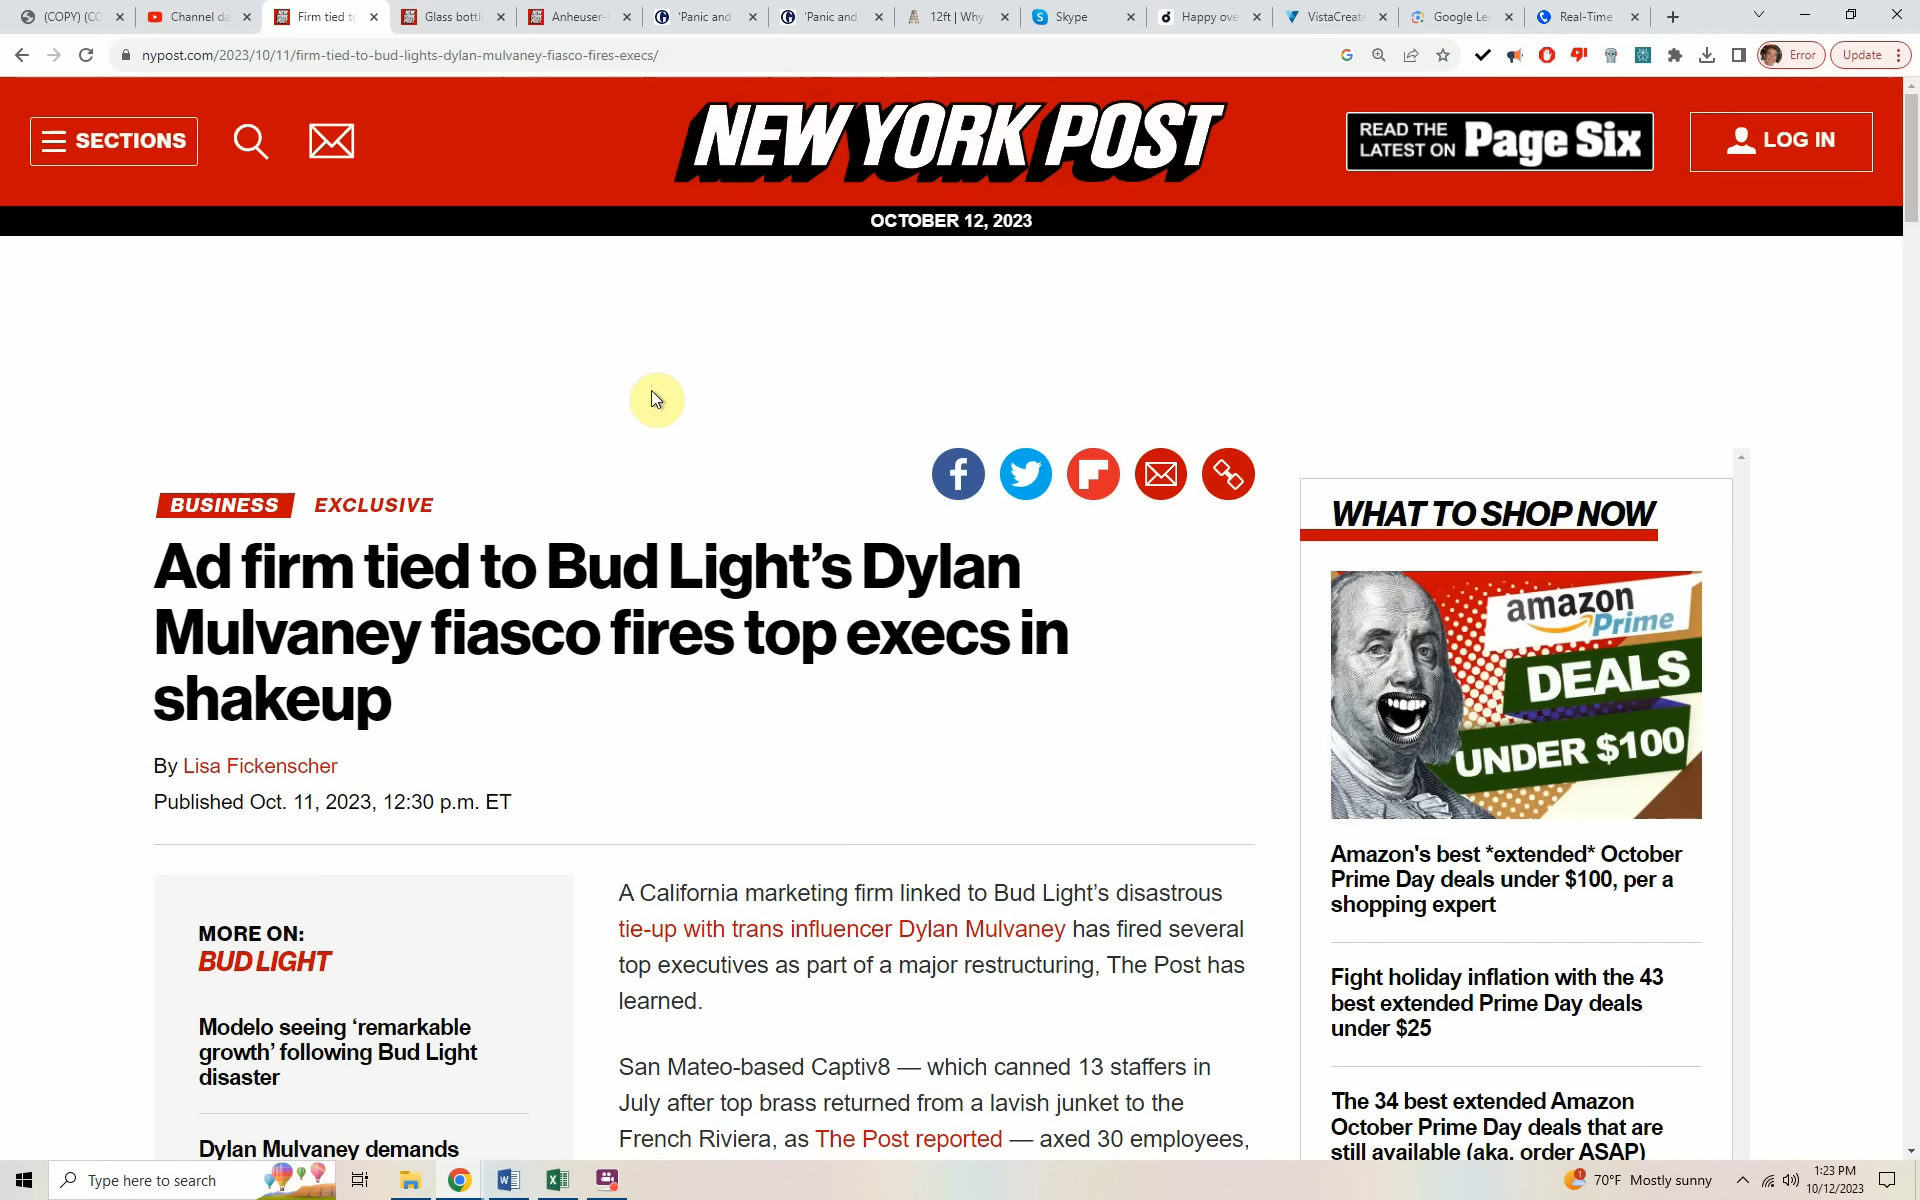 (COPY) (CC
Channel da
Firm tied to
Glass bottl
Anheuser-
'Panic and
'Panic and
12ft | Why
Skype
Happy ove
VistaCreate
Google Le
Real-Time
nypost.com/2023/10/11/firm-tied-to-bud-lights-dylan-mulvaney-fiasco-fires-execs/
Error
Update
SECTIONS
NEW YORK POST
READ THE
LATEST ON
Page Six
LOG IN
OCTOBER 12, 2023
BUSINESS
EXCLUSIVE
Ad firm tied to Bud Light’s Dylan
Mulvaney fiasco fires top execs in
shakeup
By Lisa Fickenscher
Published Oct. 11, 2023, 12:30 p.m. ET
MORE ON:
BUD LIGHT
Modelo seeing ‘remarkable
growth’ following Bud Light
disaster
Dylan Mulvaney demands
A California marketing firm linked to Bud Light’s disastrous
tie-up with trans influencer Dylan Mulvaney has fired several
top executives as part of a major restructuring, The Post has
learned.
San Mateo-based Captiv8 — which canned 13 staffers in
July after top brass returned from a lavish junket to the
French Riviera, as The Post reported — axed 30 employees,
WHAT TO SHOP NOW
amazon
Prime
DEALS
UNDER $100
Amazon's best *extended* October
Prime Day deals under $100, per a
shopping expert
Fight holiday inflation with the 43
best extended Prime Day deals
under $25
The 34 best extended Amazon
October Prime Day deals that are
still available (aka, order ASAP)
Type here to search
1
70°F Mostly sunny
1:23 PM
10/12/2023